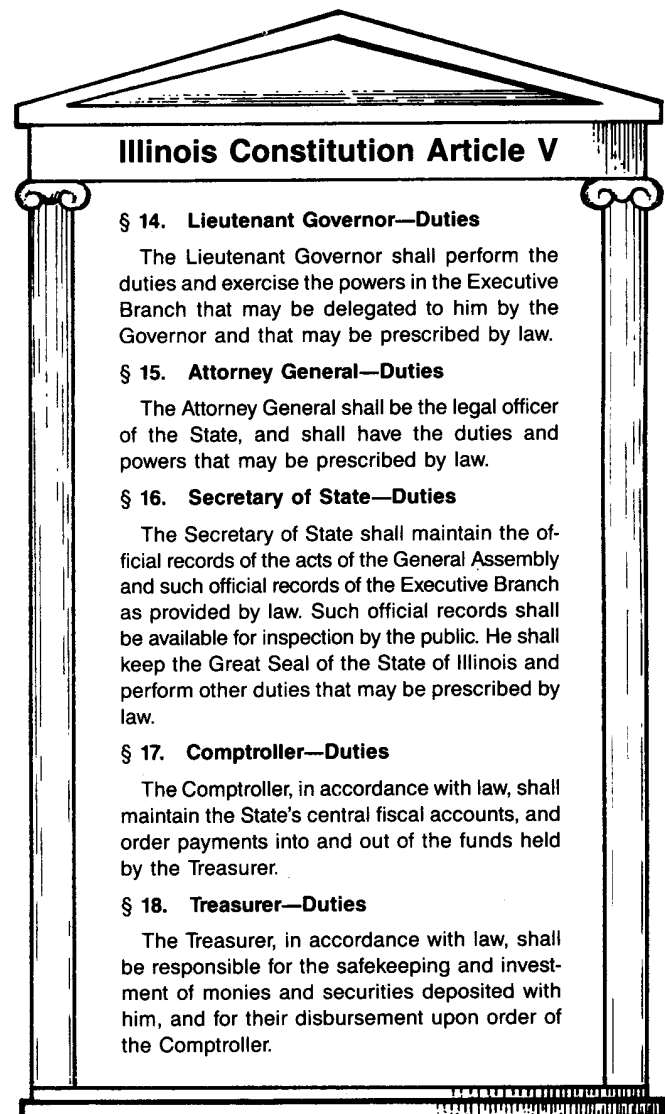 Illinois Constitution Article V
§ 14. Lieutenant Governor—Duties
The Lieutenant Governor shall perform the
duties and exercise the powers in the Executive
Branch that may be delegated to him by the
Governor and that may be prescribed by law.
§ 15. Attorney General—Duties
The Attorney General shall be the legal officer
of the State, and shall have the duties and
powers that may be prescribed by law.
§ 16. Secretary of State—Duties
The Secretary of State shall maintain the of-
ficial records of the acts of the General Assembly
and such official records of the Executive Branch
as provided by law. Such official records shall
be available for inspection by the public. He shall
keep the Great Seal of the State of Illinois and
perform other duties that may be prescribed by
law.
§ 17. Comptroller—Duties
The Comptroller, in accordance with law, shall
maintain the State's central fiscal accounts, and
order payments into and out of the funds held
by the Treasurer.
§ 18. Treasurer—Duties
The Treasurer, in accordance with law, shall
be responsible for the safekeeping and invest-
ment of monies and securities deposited with
him, and for their disbursement upon order of
the Comptroller.